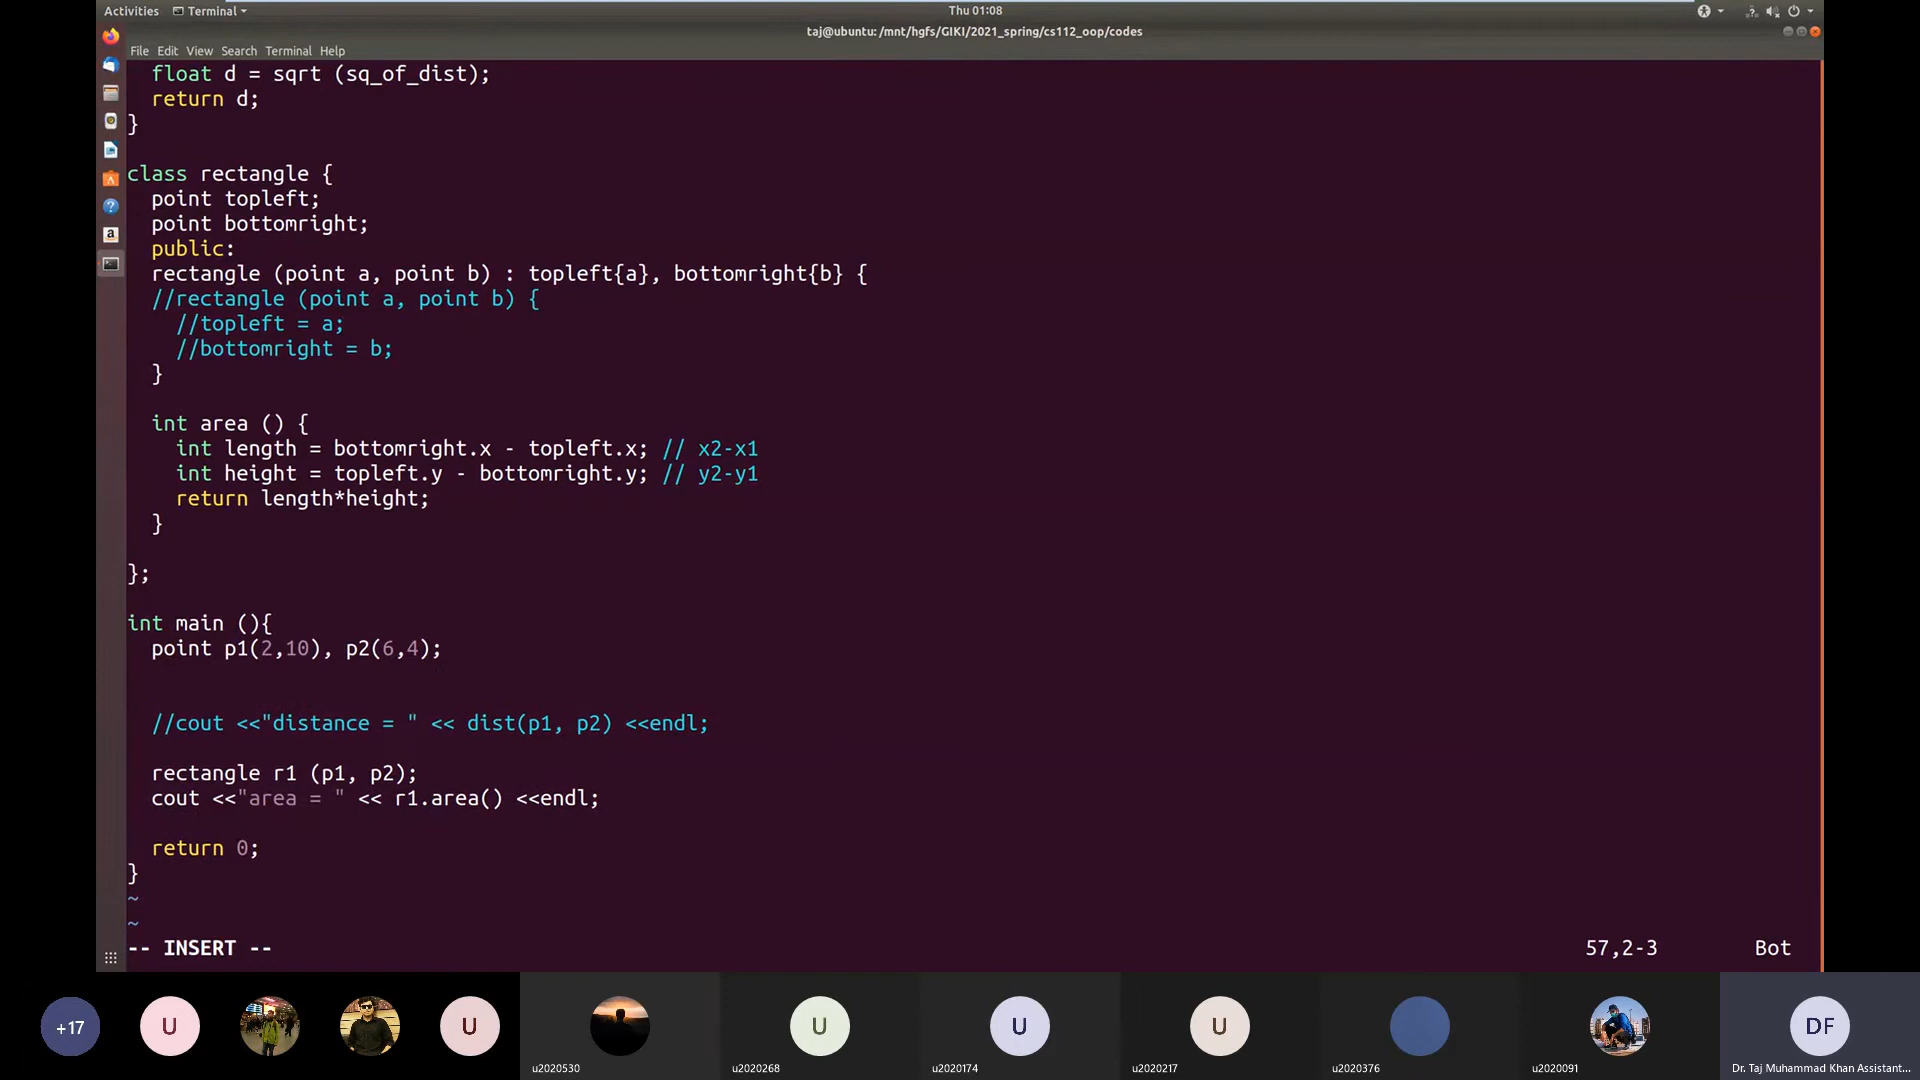 Activities Terminal Thu 01:08
taj@ubuntu: /mnt/hgfs/GIKI/2021_spring/cs112_oop/codes
File Edit View Search Terminal Help
float d = sqrt (sq_of_dist);
return d;
}
class rectangle {
point topleft;
point bottomright;
public:
rectangle (point a, point b) : topleft{a}, bottomright{b} {
//rectangle (point a, point b) {
//topleft = a;
//bottomright = b;
}
int area () {
int length = bottomright.x - topleft.x; // x2-x1
int height = topleft.y - bottomright.y; // y2-y1
return length*height;
}
};
int main (){
point p1(2,10), p2(6,4);
//cout <<"distance = " << dist(p1, p2) <<endl;
rectangle r1 (p1, p2);
cout <<"area = " << r1.area() <<endl;
return 0;
}
~
~
-- INSERT -- 57,2-3 Bot
+17 U U U U U DF
u2020530 u2020268 u2020174 u2020217 u2020376 u2020091 Dr. Taj Muhammad Khan Assistant...